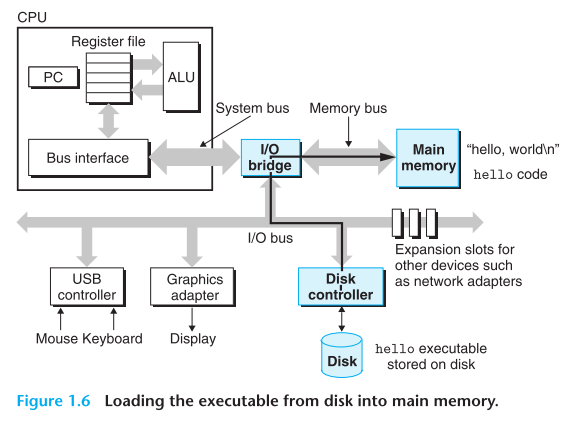 CPU
Register file
PC
ALU
System bus
Memory bus
Bus interface
I/O
bridge
Main
memory
“hello, world\n”
hello code
I/O bus
Expansion slots for
other devices such
as network adapters
USB
controller
Graphics
adapter
Disk
controller
Mouse Keyboard
Display
Disk
hello executable
stored on disk
Figure 1.6 Loading the executable from disk into main memory.